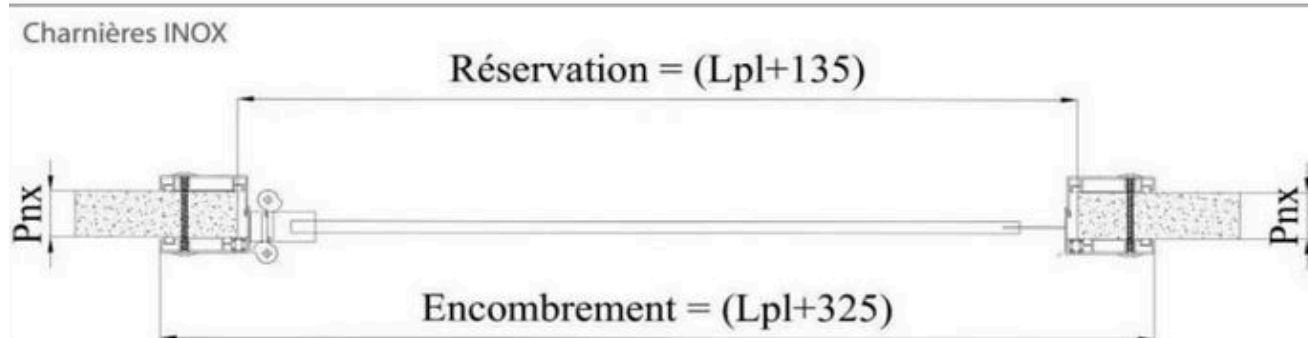 Charnières INOX
Réservation = (Lpl+135)
Pnx
Pnx
Encombrement = (Lpl+325)